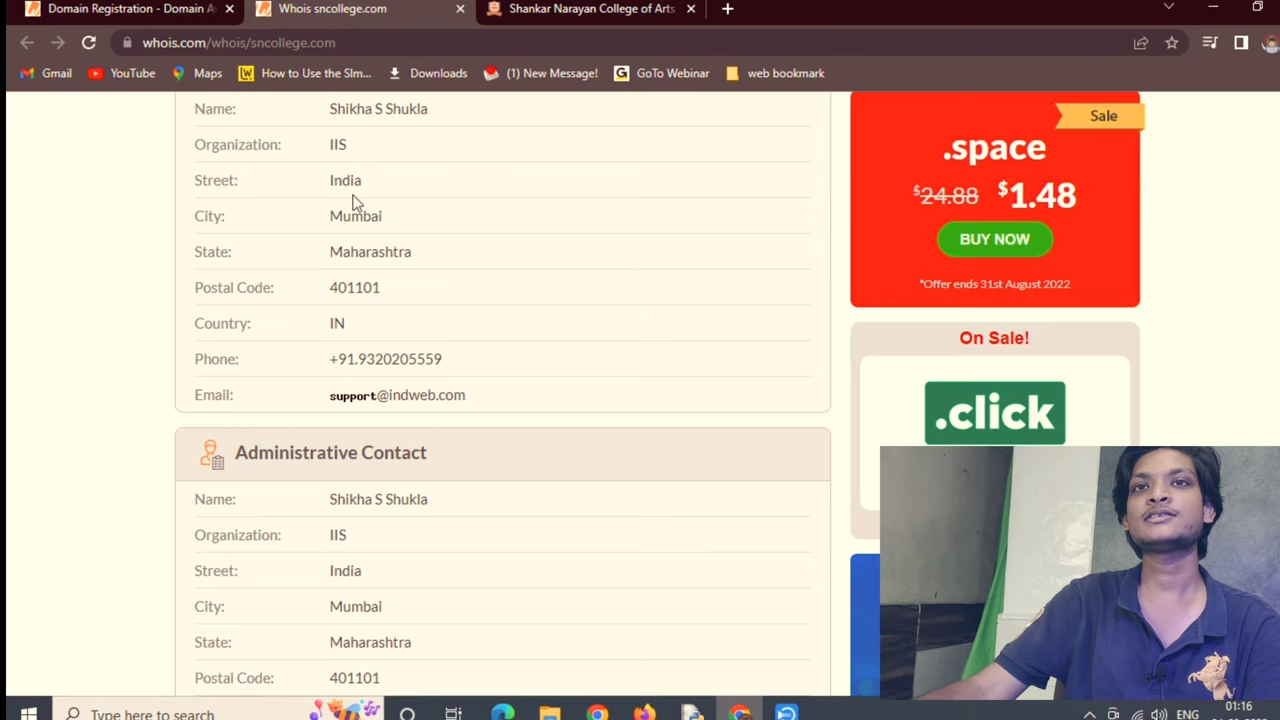 Domain Registration - Domain A
Whois sncollege.com
Shankar Narayan College of Arts
whois.com/whois/sncollege.com
Gmail
YouTube
Maps
How to Use the SIm...
Downloads
(1) New Message!
GoTo Webinar
web bookmark
Name: Shikha S Shukla
Organization: IIS
Street: India
City: Mumbai
State: Maharashtra
Postal Code: 401101
Country: IN
Phone: +91.9320205559
Email: support@indweb.com
Administrative Contact
Name: Shikha S Shukla
Organization: IIS
Street: India
City: Mumbai
State: Maharashtra
Postal Code: 401101
Sale
.space
$24.88 $1.48
BUY NOW
*Offer ends 31st August 2022
On Sale!
.click
Type here to search
ENG
01:16